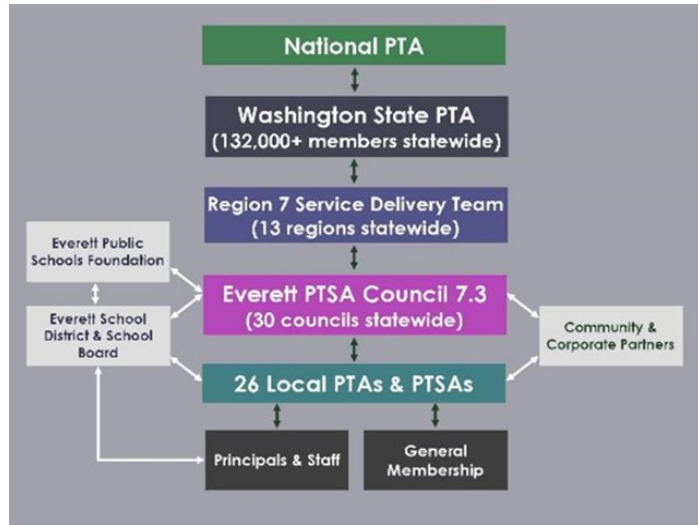 National PTA
Washington State PTA
(132,000+ members statewide)
Region 7 Service Delivery Team
(13 regions statewide)
Everett Public
Schools Foundation
Everett PTSA Council 7.3
(30 councils statewide)
Everett School
District & School
Board
Community &
Corporate Partners
26 Local PTAs & PTSAs
Principals & Staff
General
Membership